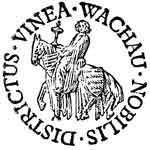 VINEA · WACHAU · NOBILIS · DISTRICTUS ·